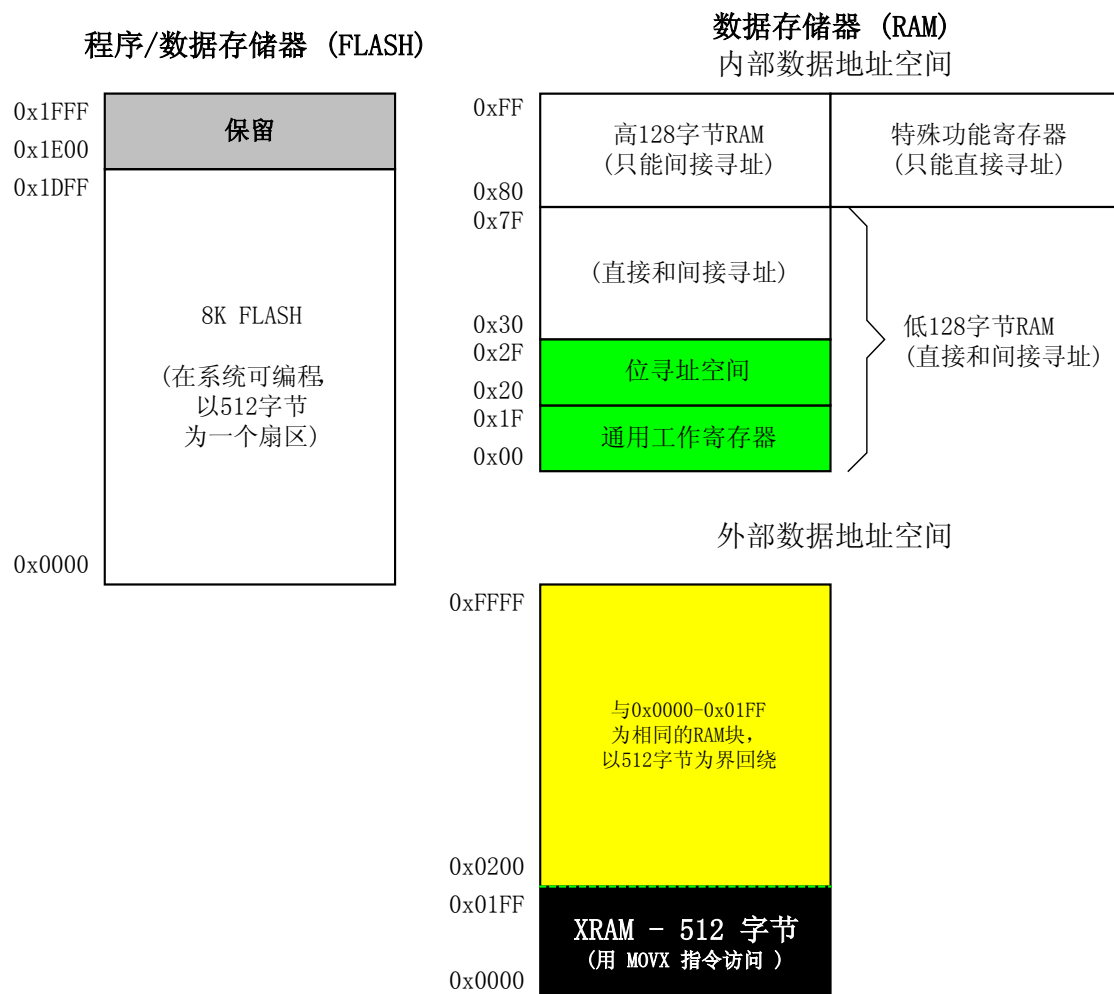 程序/数据存储器 (FLASH)
0x1FFF
保留
0x1E00
0x1DFF
8K FLASH
(在系统可编程,
以512字节
为一个扇区)
0x0000
数据存储器 (RAM)
内部数据地址空间
0xFF
高128字节RAM
(只能间接寻址)
特殊功能寄存器
(只能直接寻址)
0x80
0x7F
(直接和间接寻址)
0x30
低128字节RAM
(直接和间接寻址)
0x2F
位寻址空间
0x20
0x1F
通用工作寄存器
0x00
外部数据地址空间
0xFFFF
与0x0000-0x01FF
为相同的RAM块,
以512字节为界回绕
0x0200
0x01FF
XRAM - 512 字节
(用 MOVX 指令访问 )
0x0000